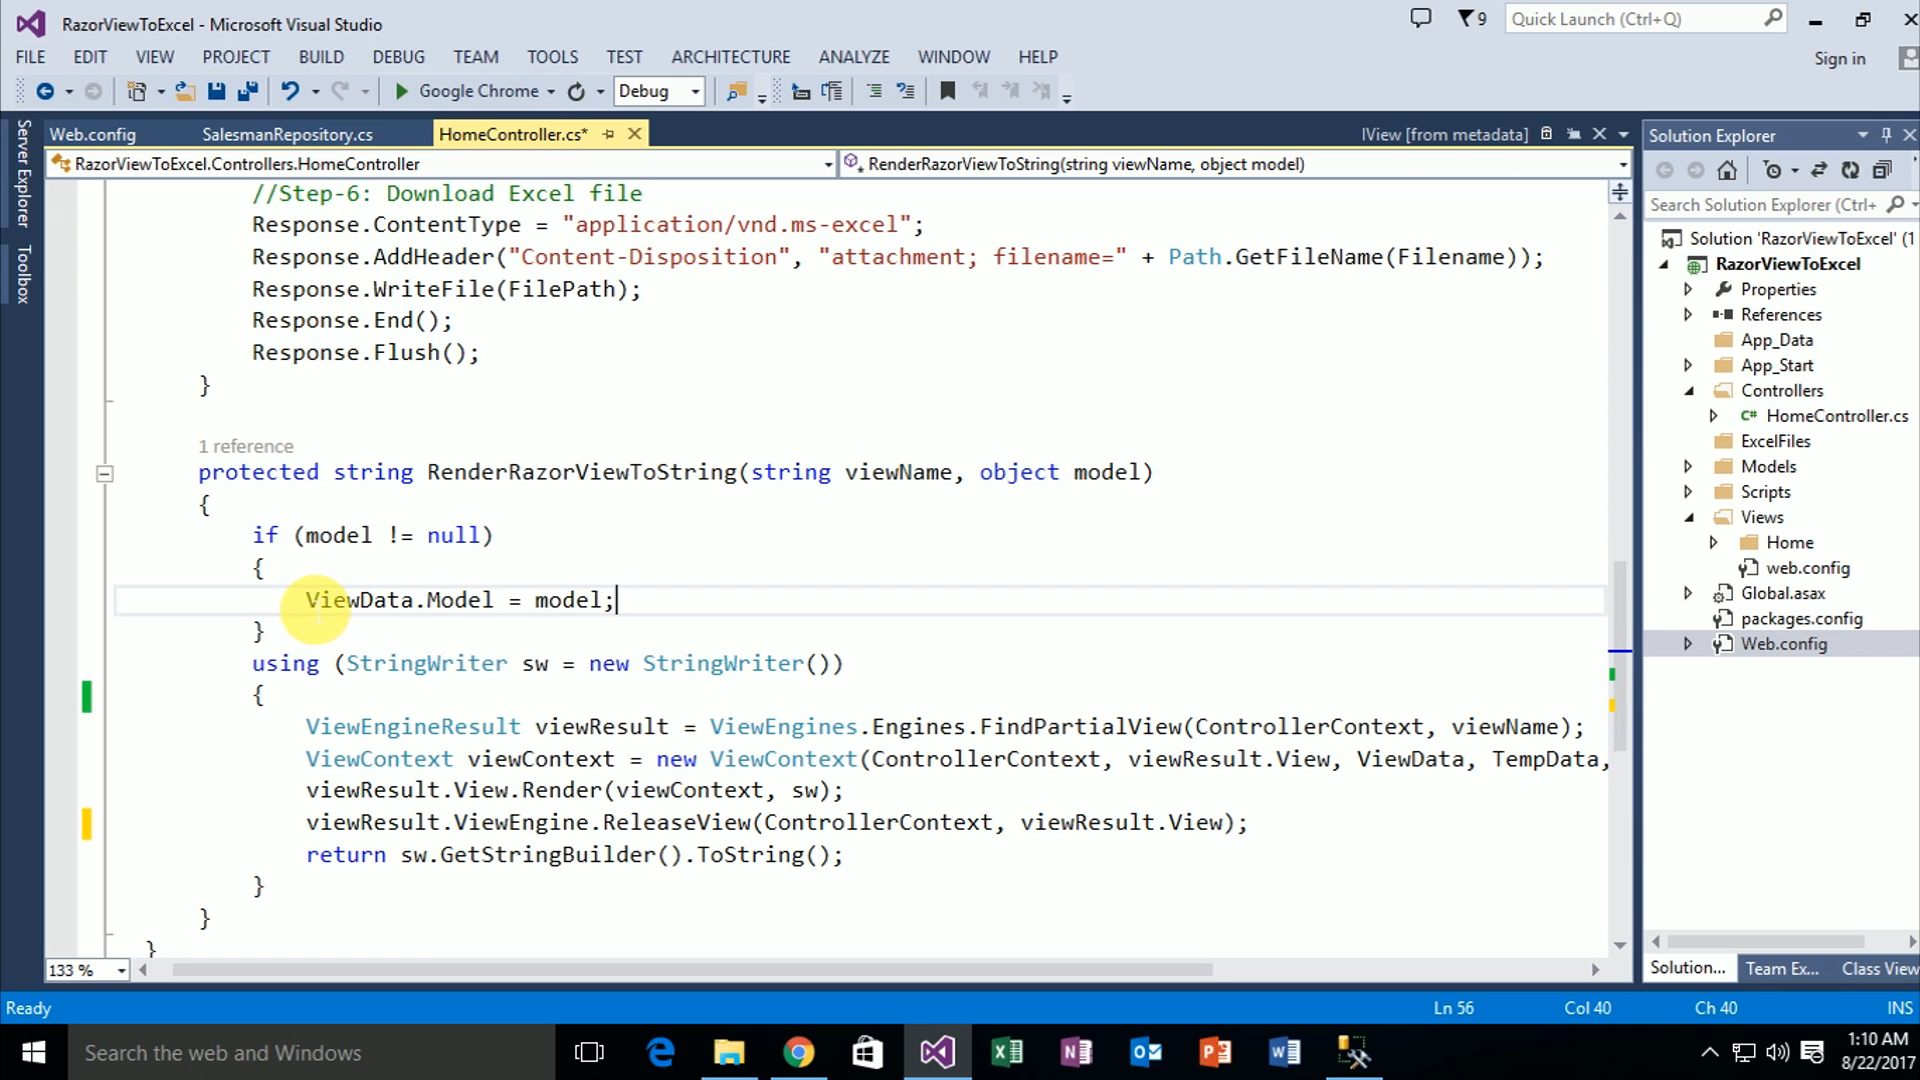 RazorViewToExcel - Microsoft Visual Studio
9
Quick Launch (Ctrl+Q)
FILE EDIT VIEW PROJECT BUILD DEBUG TEAM TOOLS TEST ARCHITECTURE ANALYZE WINDOW HELP
Sign in
Google Chrome
Debug
Server Explorer
Toolbox
Web.config
SalesmanRepository.cs
HomeController.cs*
IView [from metadata]
RazorViewToExcel.Controllers.HomeController
RenderRazorViewToString(string viewName, object model)
//Step-6: Download Excel file
Response.ContentType = "application/vnd.ms-excel";
Response.AddHeader("Content-Disposition", "attachment; filename=" + Path.GetFileName(Filename));
Response.WriteFile(FilePath);
Response.End();
Response.Flush();
}
1 reference
protected string RenderRazorViewToString(string viewName, object model)
{
if (model != null)
{
ViewData.Model = model;
}
using (StringWriter sw = new StringWriter())
{
ViewEngineResult viewResult = ViewEngines.Engines.FindPartialView(ControllerContext, viewName);
ViewContext viewContext = new ViewContext(ControllerContext, viewResult.View, ViewData, TempData,
viewResult.View.Render(viewContext, sw);
viewResult.ViewEngine.ReleaseView(ControllerContext, viewResult.View);
return sw.GetStringBuilder().ToString();
}
}
}
133 %
Solution Explorer
Search Solution Explorer (Ctrl+
Solution 'RazorViewToExcel' (1
RazorViewToExcel
Properties
References
App_Data
App_Start
Controllers
C# HomeController.cs
ExcelFiles
Models
Scripts
Views
Home
web.config
Global.asax
packages.config
Web.config
Solution...
Team Ex...
Class View
Ready
Ln 56
Col 40
Ch 40
INS
Search the web and Windows
1:10 AM
8/22/2017